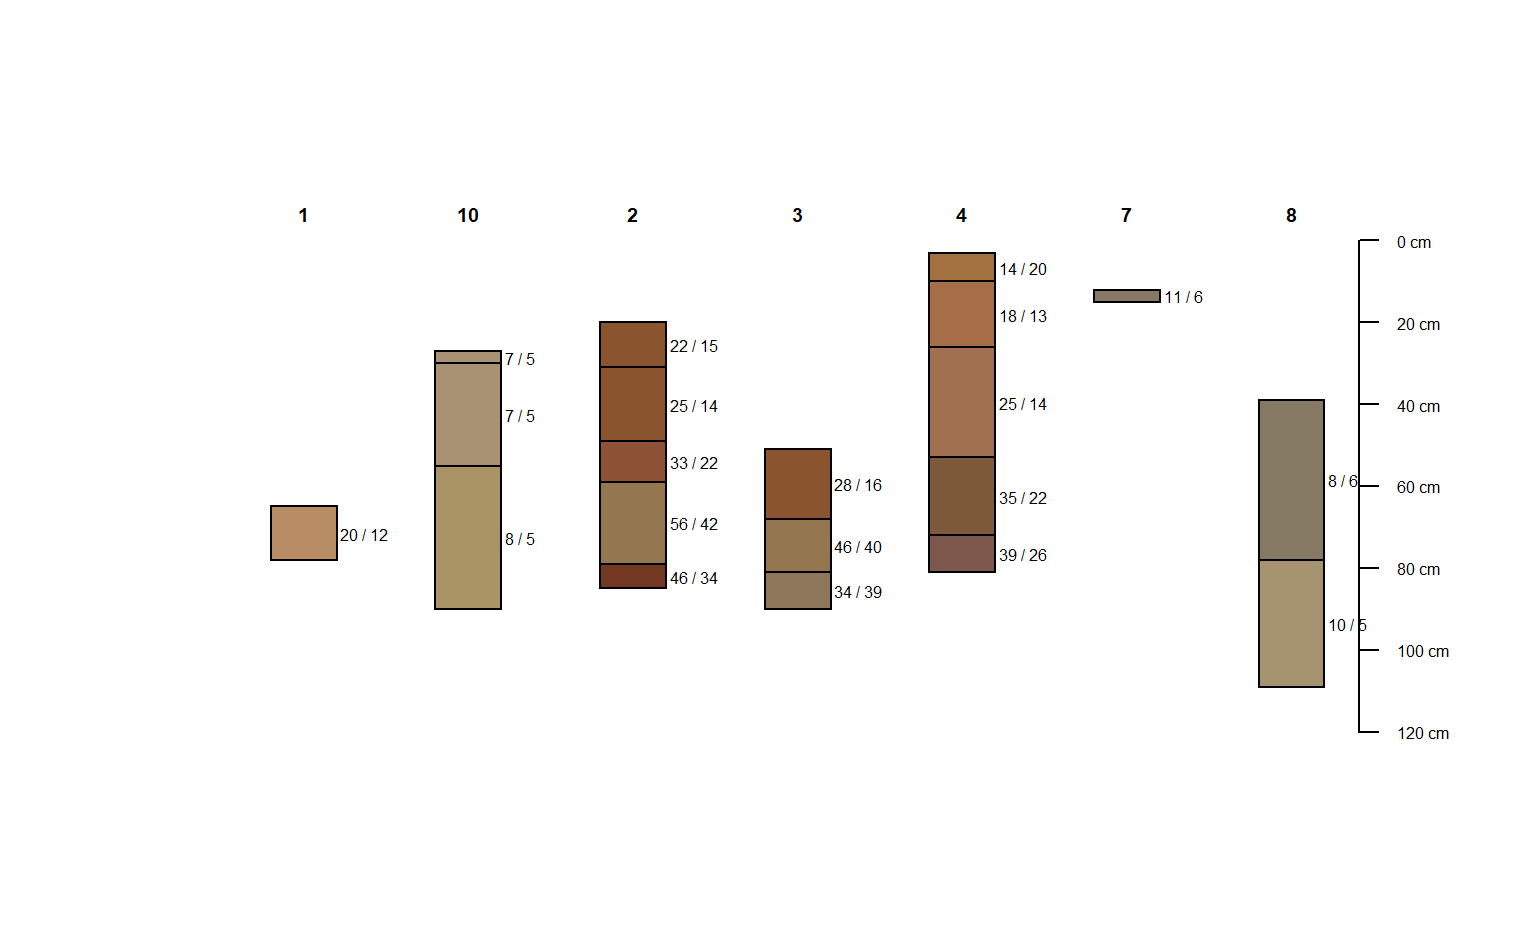 1 10 2 3 4 7 8
0 cm
14 / 20
11 / 6
18 / 13
20 cm
22 / 15
7 / 5
25 / 14
40 cm
25 / 14
7 / 5
33 / 22
8 / 6
28 / 16
60 cm
35 / 22
56 / 42
20 / 12
8 / 5
46 / 40
39 / 26
80 cm
46 / 34
34 / 39
10 / 5
100 cm
120 cm